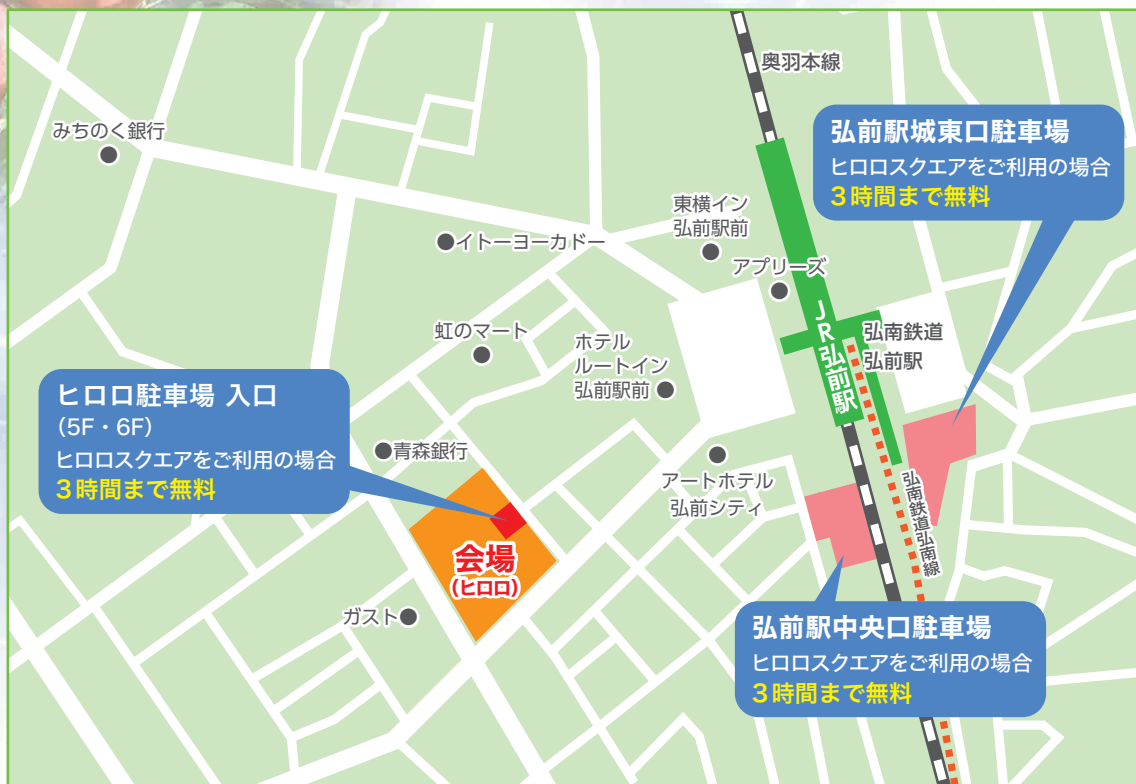 奥羽本線
弘前駅城東口駐車場
ヒロロスクエアをご利用の場合
3時間まで無料
みちのく銀行
東横イン
弘前駅前
イトーヨーカドー
アプリーズ
JR弘前駅
弘南鉄道
弘前駅
虹のマート
ホテル
ルートイン
弘前駅前
ヒロロ駐車場 入口
(5F・6F)
ヒロロスクエアをご利用の場合
3時間まで無料
青森銀行
アートホテル
弘前シティ
弘南鉄道弘南線
会場
(ヒロロ)
ガスト
弘前駅中央口駐車場
ヒロロスクエアをご利用の場合
3時間まで無料